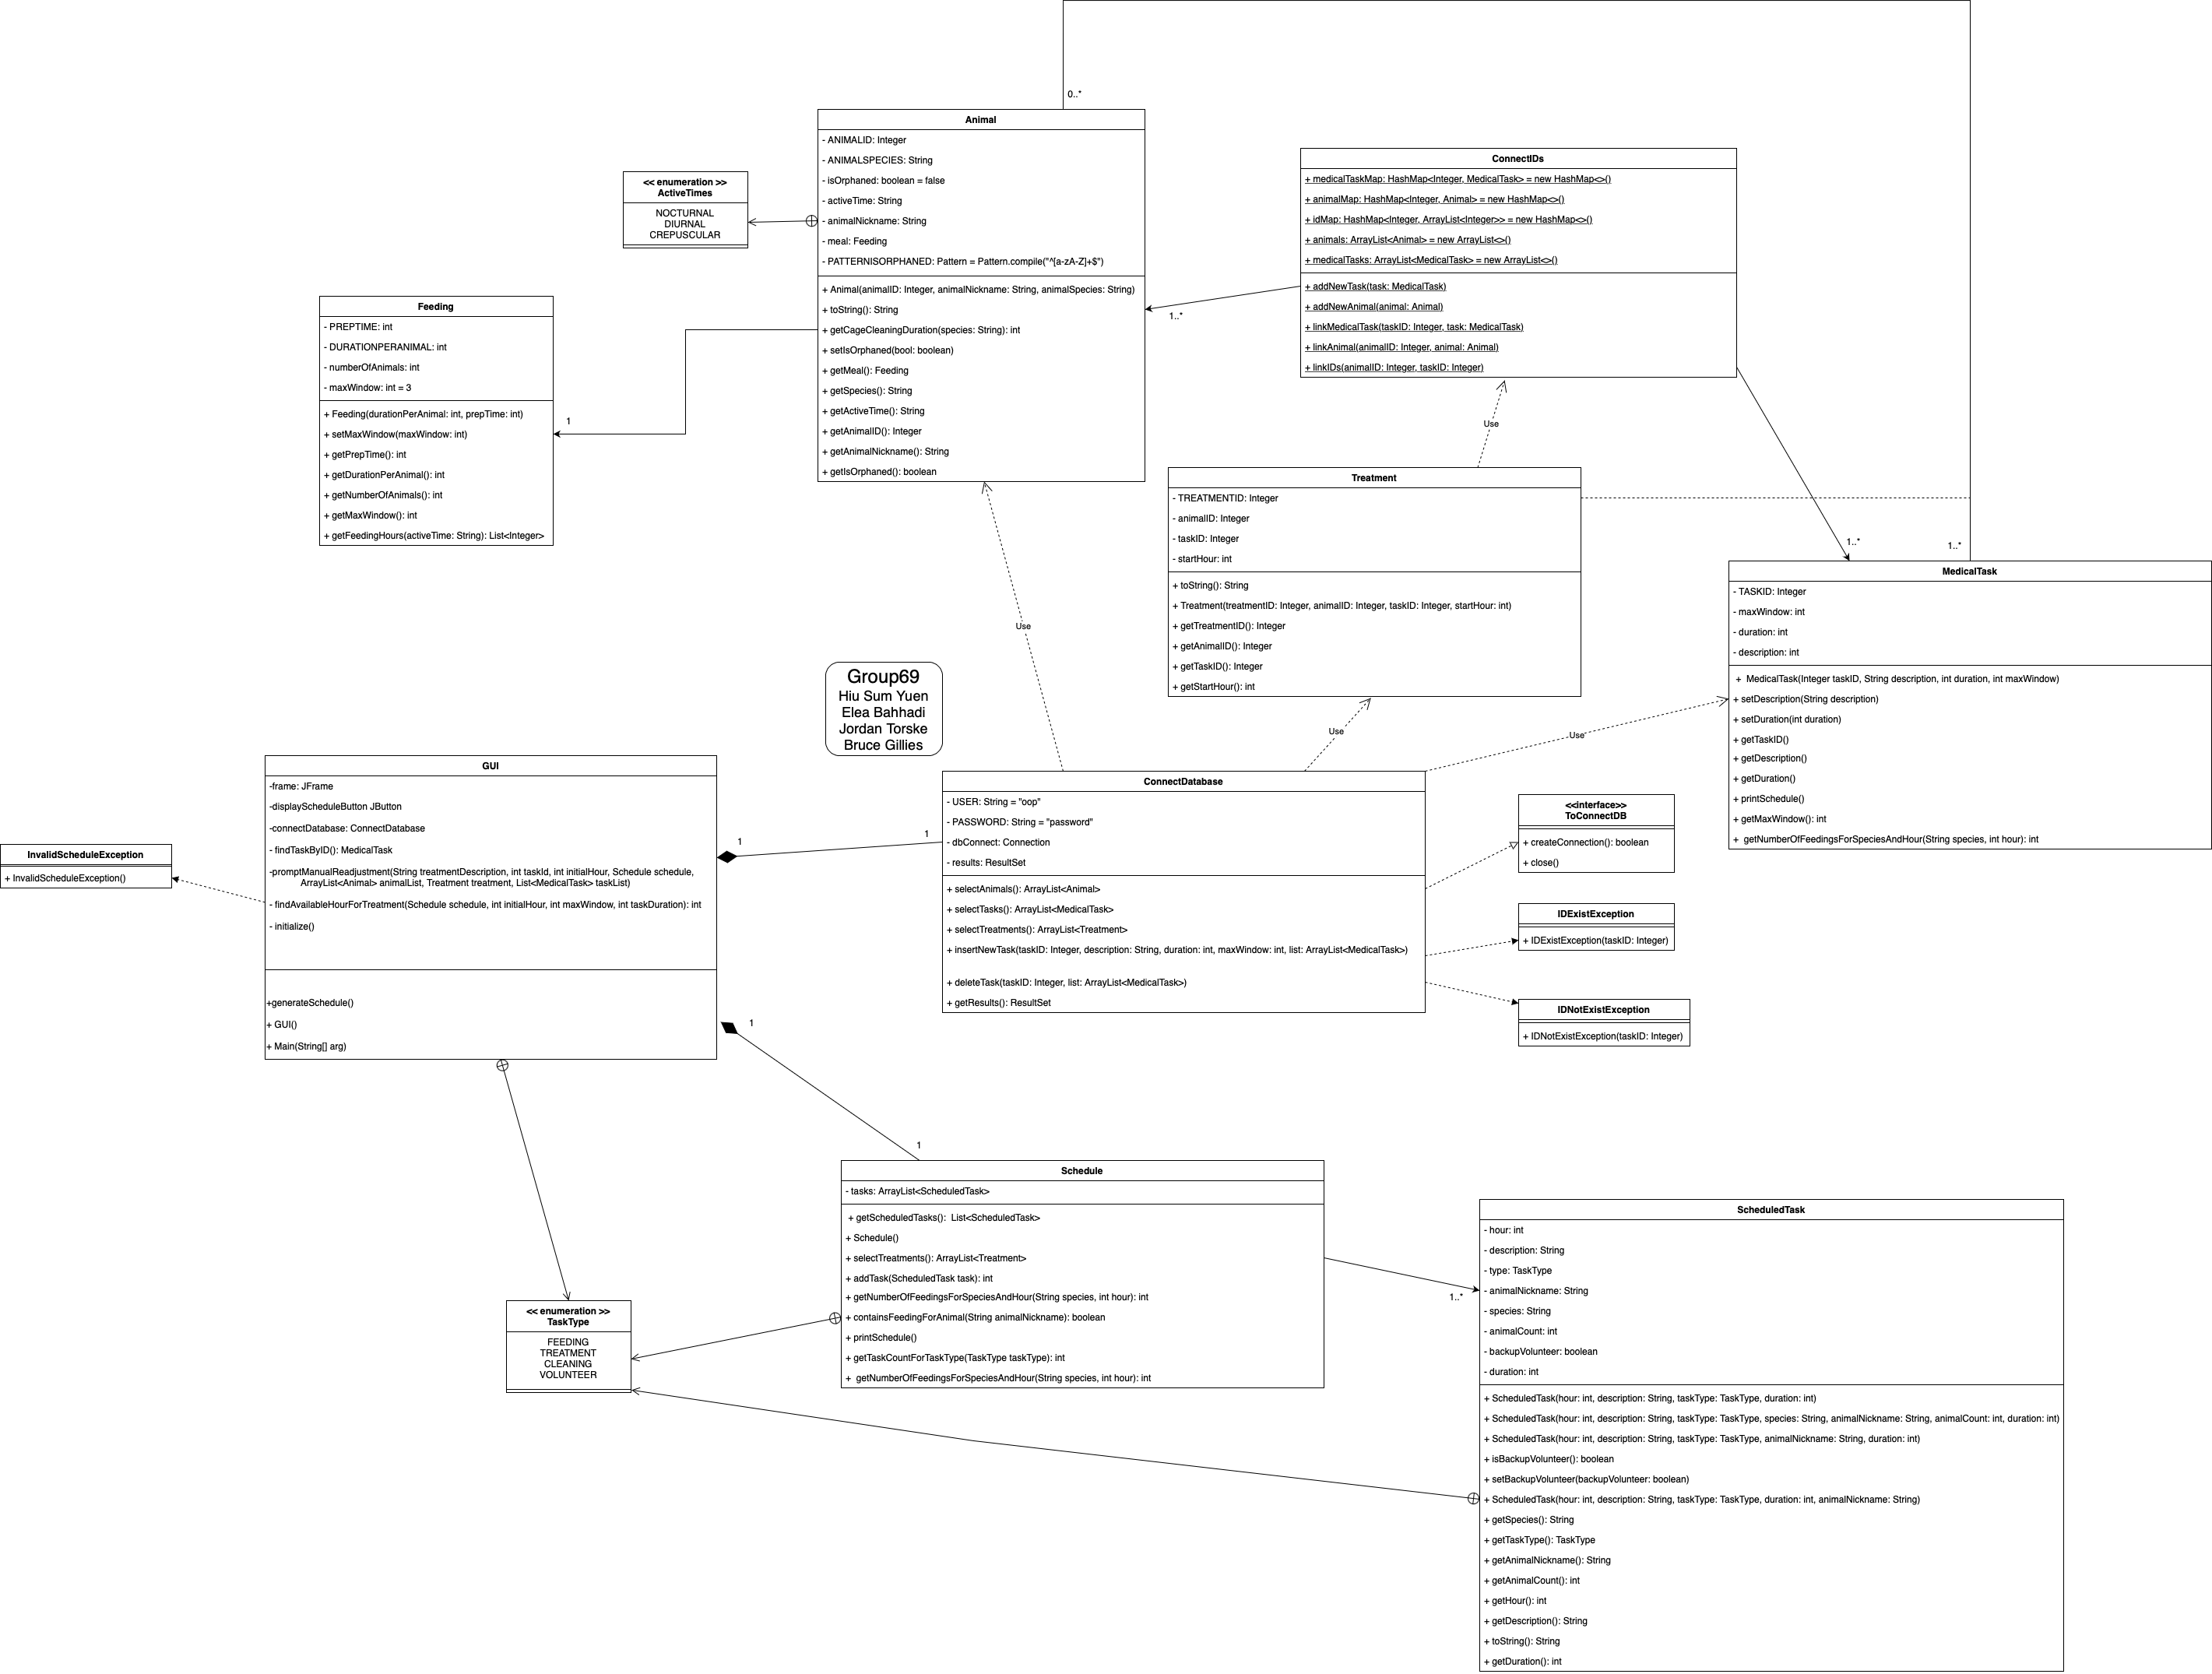 0..*
Animal
- ANIMALID: Integer
- ANIMALSPECIES: String
- isOrphaned: boolean = false
- activeTime: String
- animalNickname: String
- meal: Feeding
- PATTERNISORPHANED: Pattern = Pattern.compile("^[a-zA-Z]+$")
+ Animal(animalID: Integer, animalNickname: String, animalSpecies: String)
+ toString(): String
+ getCageCleaningDuration(species: String): int
+ setIsOrphaned(bool: boolean)
+ getMeal(): Feeding
+ getSpecies(): String
+ getActiveTime(): String
+ getAnimalID(): Integer
+ getAnimalNickname(): String
+ getIsOrphaned(): boolean
<< enumeration >>
ActiveTimes
NOCTURNAL
DIURNAL
CREPUSCULAR
ConnectIDs
+ medicalTaskMap: HashMap<Integer, MedicalTask> = new HashMap<>()
+ animalMap: HashMap<Integer, Animal> = new HashMap<>()
+ idMap: HashMap<Integer, ArrayList<Integer>> = new HashMap<>()
+ animals: ArrayList<Animal> = new ArrayList<>()
+ medicalTasks: ArrayList<MedicalTask> = new ArrayList<>()
+ addNewTask(task: MedicalTask)
+ addNewAnimal(animal: Animal)
+ linkMedicalTask(taskID: Integer, task: MedicalTask)
+ linkAnimal(animalID: Integer, animal: Animal)
+ linkIDs(animalID: Integer, taskID: Integer)
1..*
Feeding
- PREPTIME: int
- DURATIONPERANIMAL: int
- numberOfAnimals: int
- maxWindow: int = 3
+ Feeding(durationPerAnimal: int, prepTime: int)
+ setMaxWindow(maxWindow: int)
+ getPrepTime(): int
+ getDurationPerAnimal(): int
+ getNumberOfAnimals(): int
+ getMaxWindow(): int
+ getFeedingHours(activeTime: String): List<Integer>
1
Use
Treatment
- TREATMENTID: Integer
- animalID: Integer
- taskID: Integer
- startHour: int
+ toString(): String
+ Treatment(treatmentID: Integer, animalID: Integer, taskID: Integer, startHour: int)
+ getTreatmentID(): Integer
+ getAnimalID(): Integer
+ getTaskID(): Integer
+ getStartHour(): int
1..*
1..*
MedicalTask
- TASKID: Integer
- maxWindow: int
- duration: int
- description: int
+ MedicalTask(Integer taskID, String description, int duration, int maxWindow)
+ setDescription(String description)
+ setDuration(int duration)
+ getTaskID()
+ getDescription()
+ getDuration()
+ printSchedule()
+ getMaxWindow(): int
+ getNumberOfFeedingsForSpeciesAndHour(String species, int hour): int
Use
Use
Use
Group69
Hiu Sum Yuen
Elea Bahhadi
Jordan Torske
Bruce Gillies
GUI
-frame: JFrame
-displayScheduleButton JButton
-connectDatabase: ConnectDatabase
- findTaskByID(): MedicalTask
-promptManualReadjustment(String treatmentDescription, int taskId, int initialHour, Schedule schedule,
ArrayList<Animal> animalList, Treatment treatment, List<MedicalTask> taskList)
- findAvailableHourForTreatment(Schedule schedule, int initialHour, int maxWindow, int taskDuration): int
- initialize()
+generateSchedule()
+ GUI()
+ Main(String[] arg)
InvalidScheduleException
+ InvalidScheduleException()
1
1
ConnectDatabase
- USER: String = "oop"
- PASSWORD: String = "password"
- dbConnect: Connection
- results: ResultSet
+ selectAnimals(): ArrayList<Animal>
+ selectTasks(): ArrayList<MedicalTask>
+ selectTreatments(): ArrayList<Treatment>
+ insertNewTask(taskID: Integer, description: String, duration: int, maxWindow: int, list: ArrayList<MedicalTask>)
+ deleteTask(taskID: Integer, list: ArrayList<MedicalTask>)
+ getResults(): ResultSet
<<interface>>
ToConnectDB
+ createConnection(): boolean
+ close()
IDExistException
+ IDExistException(taskID: Integer)
IDNotExistException
+ IDNotExistException(taskID: Integer)
1
1
Schedule
- tasks: ArrayList<ScheduledTask>
+ getScheduledTasks(): List<ScheduledTask>
+ Schedule()
+ selectTreatments(): ArrayList<Treatment>
+ addTask(ScheduledTask task): int
+ getNumberOfFeedingsForSpeciesAndHour(String species, int hour): int
+ containsFeedingForAnimal(String animalNickname): boolean
+ printSchedule()
+ getTaskCountForTaskType(TaskType taskType): int
+ getNumberOfFeedingsForSpeciesAndHour(String species, int hour): int
<< enumeration >>
TaskType
FEEDING
TREATMENT
CLEANING
VOLUNTEER
1..*
ScheduledTask
- hour: int
- description: String
- type: TaskType
- animalNickname: String
- species: String
- animalCount: int
- backupVolunteer: boolean
- duration: int
+ ScheduledTask(hour: int, description: String, taskType: TaskType, duration: int)
+ ScheduledTask(hour: int, description: String, taskType: TaskType, species: String, animalNickname: String, animalCount: int, duration: int)
+ ScheduledTask(hour: int, description: String, taskType: TaskType, animalNickname: String, duration: int)
+ isBackupVolunteer(): boolean
+ setBackupVolunteer(backupVolunteer: boolean)
+ ScheduledTask(hour: int, description: String, taskType: TaskType, duration: int, animalNickname: String)
+ getSpecies(): String
+ getTaskType(): TaskType
+ getAnimalNickname(): String
+ getAnimalCount(): int
+ getHour(): int
+ getDescription(): String
+ toString(): String
+ getDuration(): int